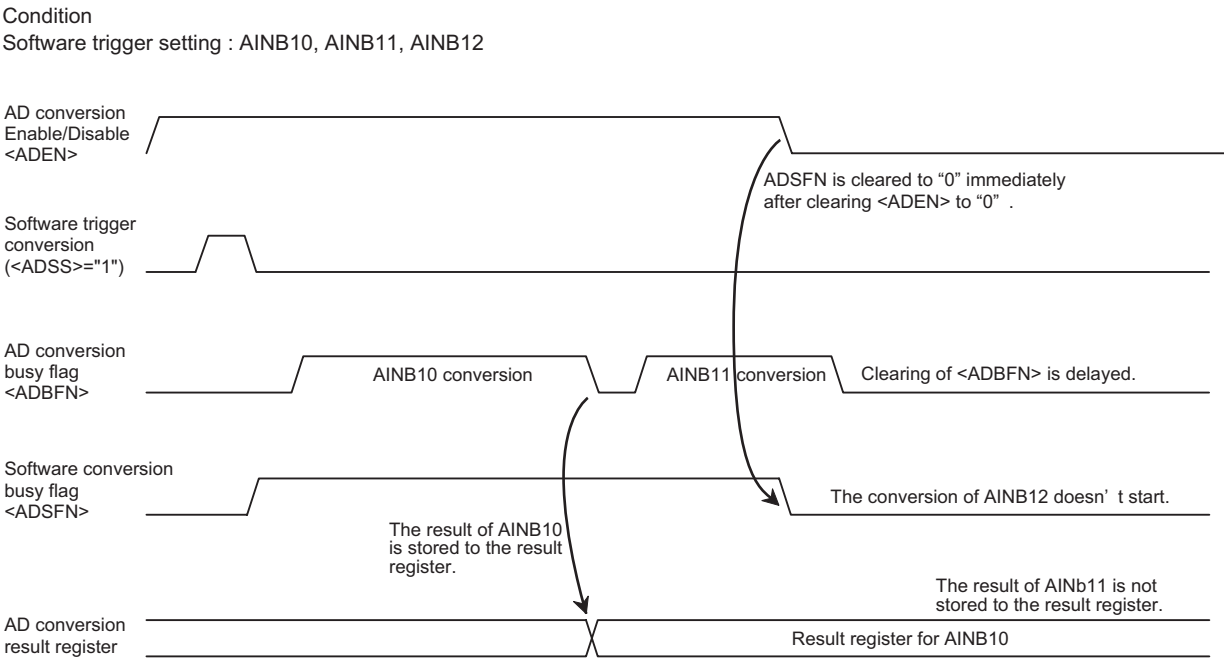 Condition
Software trigger setting : AINB10, AINB11, AINB12
AD conversion
Enable/Disable
<ADEN>
ADSFN is cleared to “0” immediately
after clearing <ADEN> to “0” .
Software trigger
conversion
(<ADSS>="1")
AD conversion
busy flag
<ADBFN>
AINB10 conversion
AINB11 conversion
Clearing of <ADBFN> is delayed.
Software conversion
busy flag
<ADSFN>
The conversion of AINB12 doesn’ t start.
The result of AINB10
is stored to the result
register.
The result of AINb11 is not
stored to the result register.
AD conversion
result register
Result register for AINB10